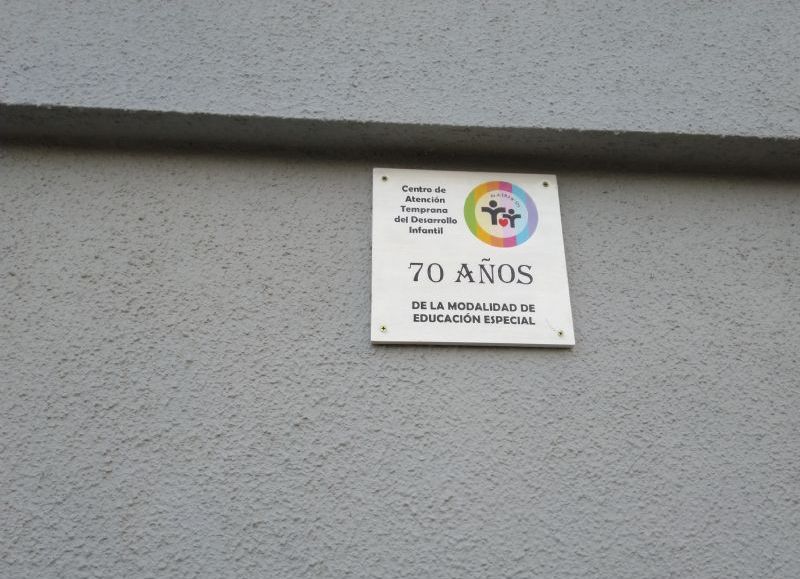 Centro de
Atención
Temprana
del Desarrollo
Infantil
70 AÑOS
DE LA MODALIDAD DE
EDUCACIÓN ESPECIAL